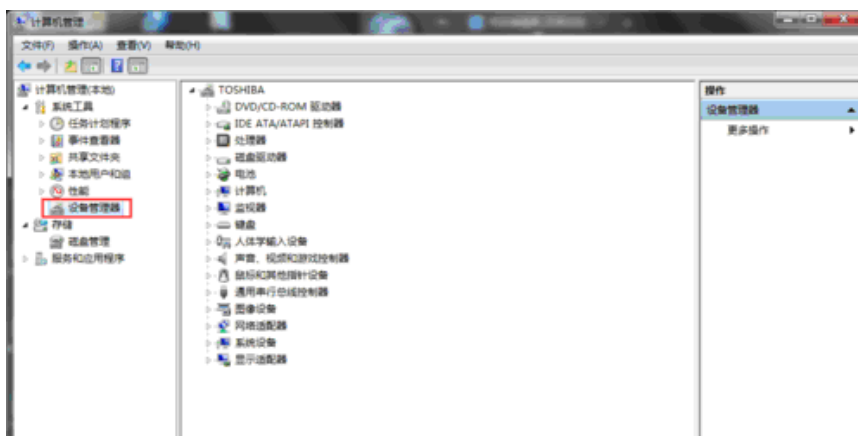 计算机管理
文件(F) 操作(A) 查看(V) 帮助(H)
计算机管理(本地)
系统工具
任务计划程序
事件查看器
共享文件夹
本地用户和组
性能
设备管理器
存储
磁盘管理
服务和应用程序
TOSHIBA
DVD/CD-ROM 驱动器
IDE ATA/ATAPI 控制器
处理器
磁盘驱动器
电池
计算机
监视器
键盘
人体学输入设备
声音、视频和游戏控制器
鼠标和其他指针设备
通用串行总线控制器
图像设备
网络适配器
系统设备
显示适配器
操作
设备管理器
更多操作